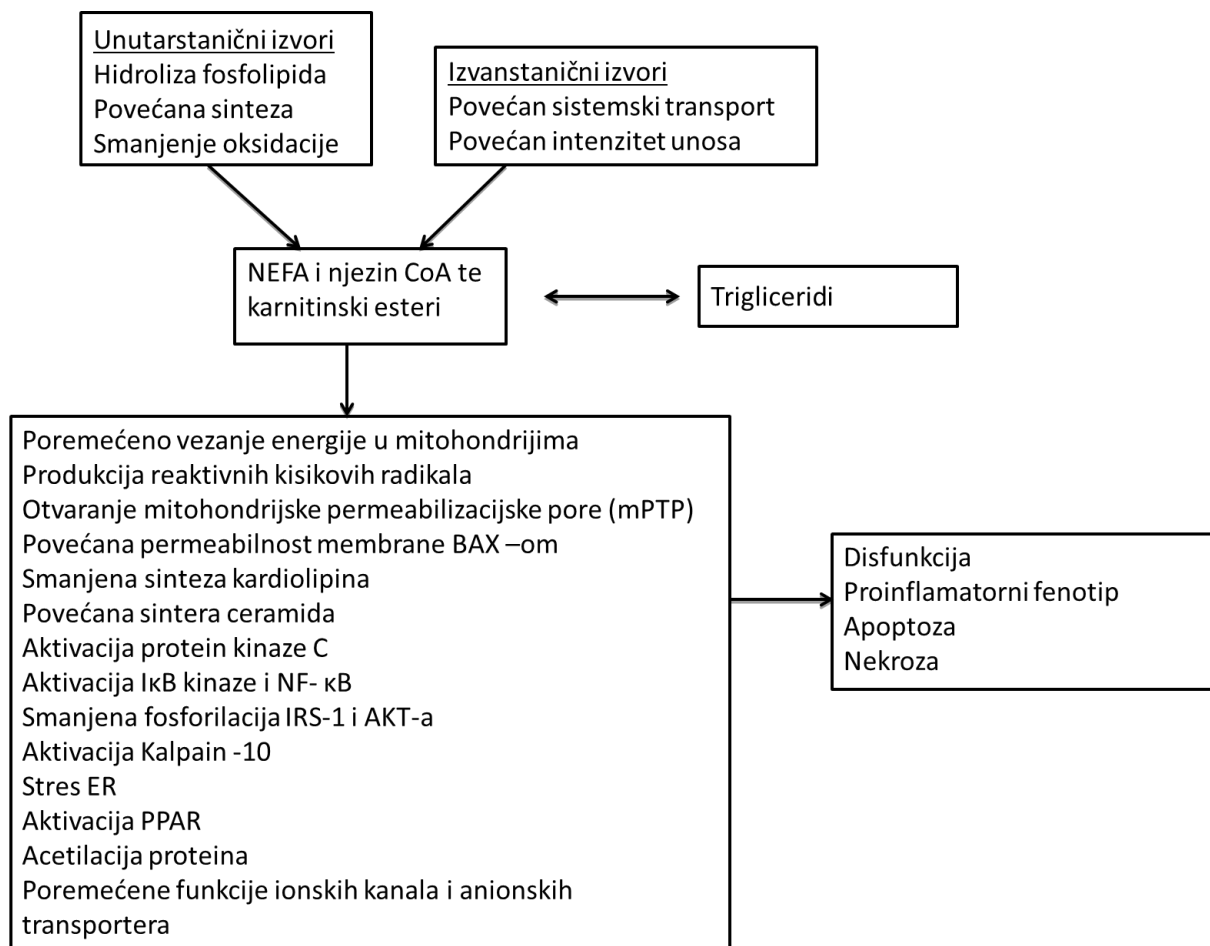 Unutarstanični izvori
Hidroliza fosfolipida
Povećana sinteza
Smanjenje oksidacije
Izvanstanični izvori
Povećan sistemski transport
Povećan intenzitet unosa
NEFA i njezin CoA te
karnitinski esteri
Trigliceridi
Poremećeno vezanje energije u mitohondrijima
Produkcija reaktivnih kisikovih radikala
Otvaranje mitohondrijske permeabilizacijske pore (mPTP)
Povećana permeabilnost membrane BAX –om
Smanjena sinteza kardiolipina
Povećana sintera ceramida
Aktivacija protein kinaze C
Aktivacija IκB kinaze i NF- κB
Smanjena fosforilacija IRS-1 i AKT-a
Aktivacija Kalpain -10
Stres ER
Aktivacija PPAR
Acetilacija proteina
Poremećene funkcije ionskih kanala i anionskih
transportera
Disfunkcija
Proinflamatorni fenotip
Apoptoza
Nekroza